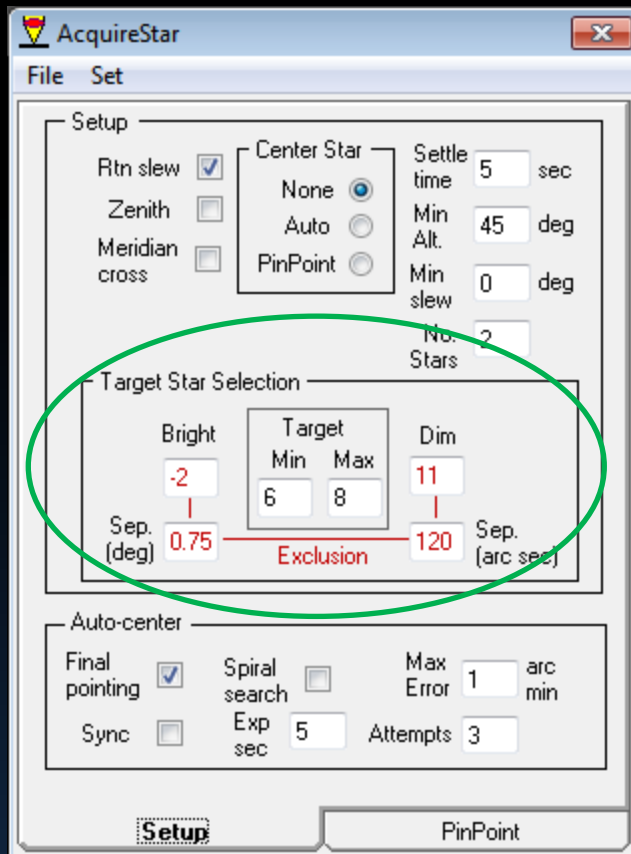 AcquireStar
File Set
Setup
Rtn slew
Zenith
Meridian cross
Center Star
None
Auto
PinPoint
Settle time 5 sec
Min Alt. 45 deg
Min slew 0 deg
No. Stars 2
Target Star Selection
Bright
-2
Target
Min Max
6 8
Dim
11
Sep. (deg) 0.75
Exclusion
120 Sep. (arc sec)
Auto-center
Final pointing
Spiral search
Max Error 1 arc min
Sync
Exp sec 5
Attempts 3
Setup PinPoint